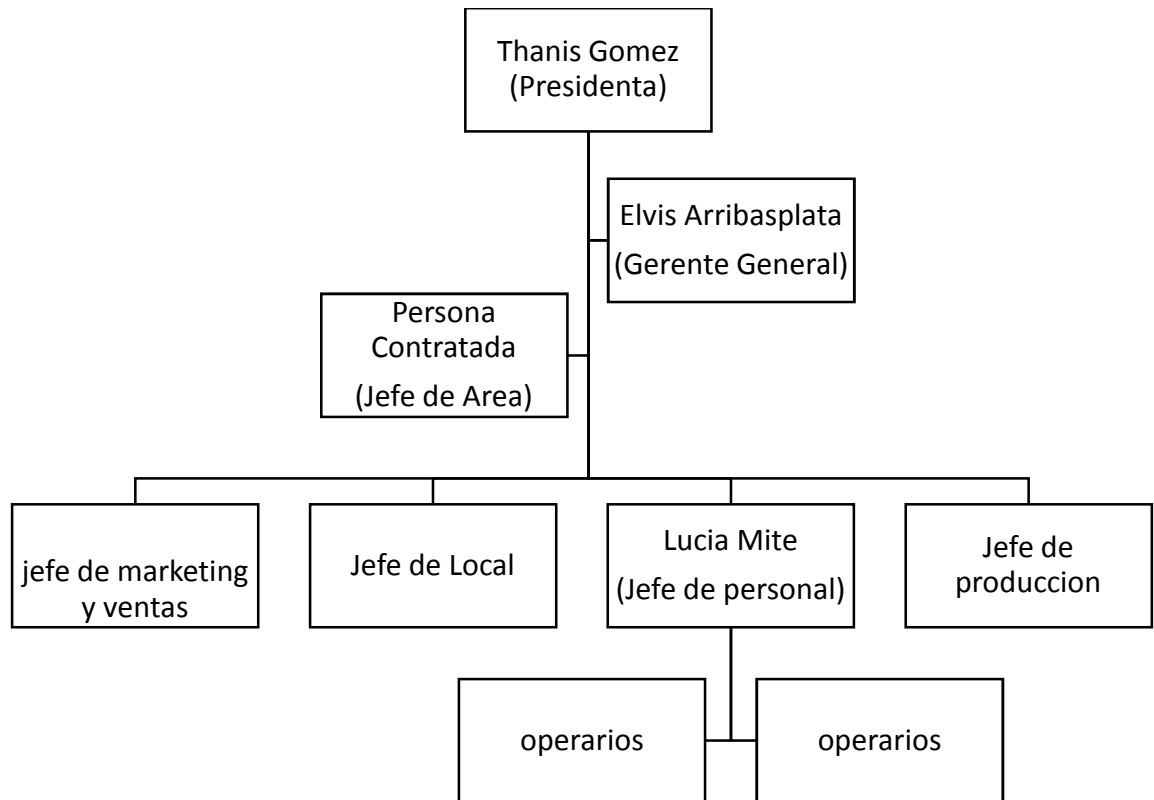 Thanis Gomez
(Presidenta)
Elvis Arribasplata
(Gerente General)
Persona
Contratada
(Jefe de Area)
jefe de marketing
y ventas
Jefe de Local
Lucia Mite
(Jefe de personal)
Jefe de
produccion
operarios
operarios